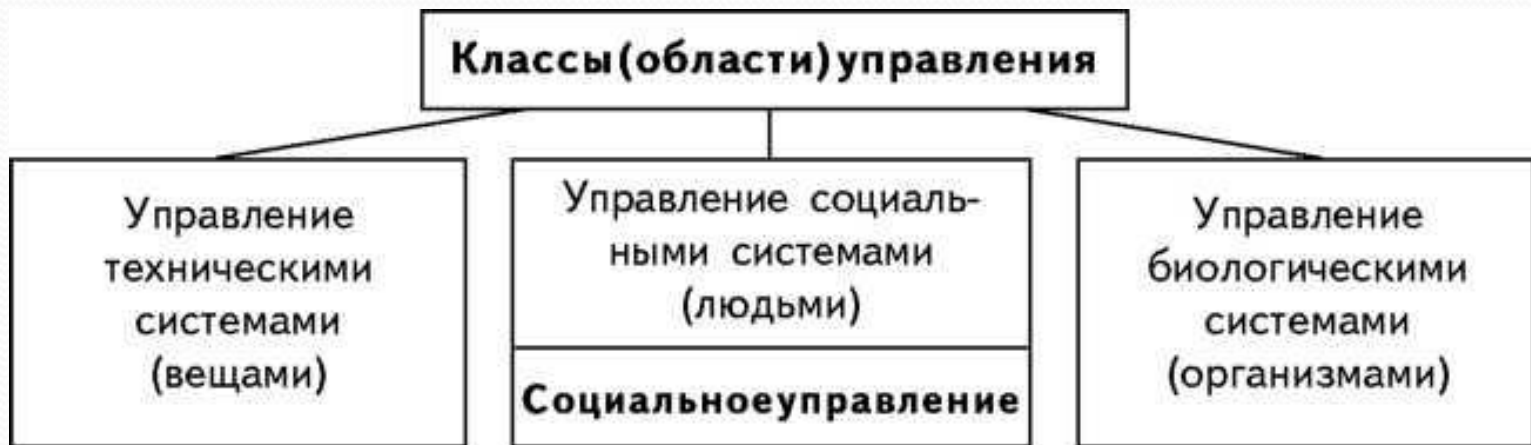 Классы(области)управления
Управление
техническими
системами
(вещами)
Управление социаль-
ными системами
(людьми)
Социальноеуправление
Управление
биологическими
системами
(организмами)